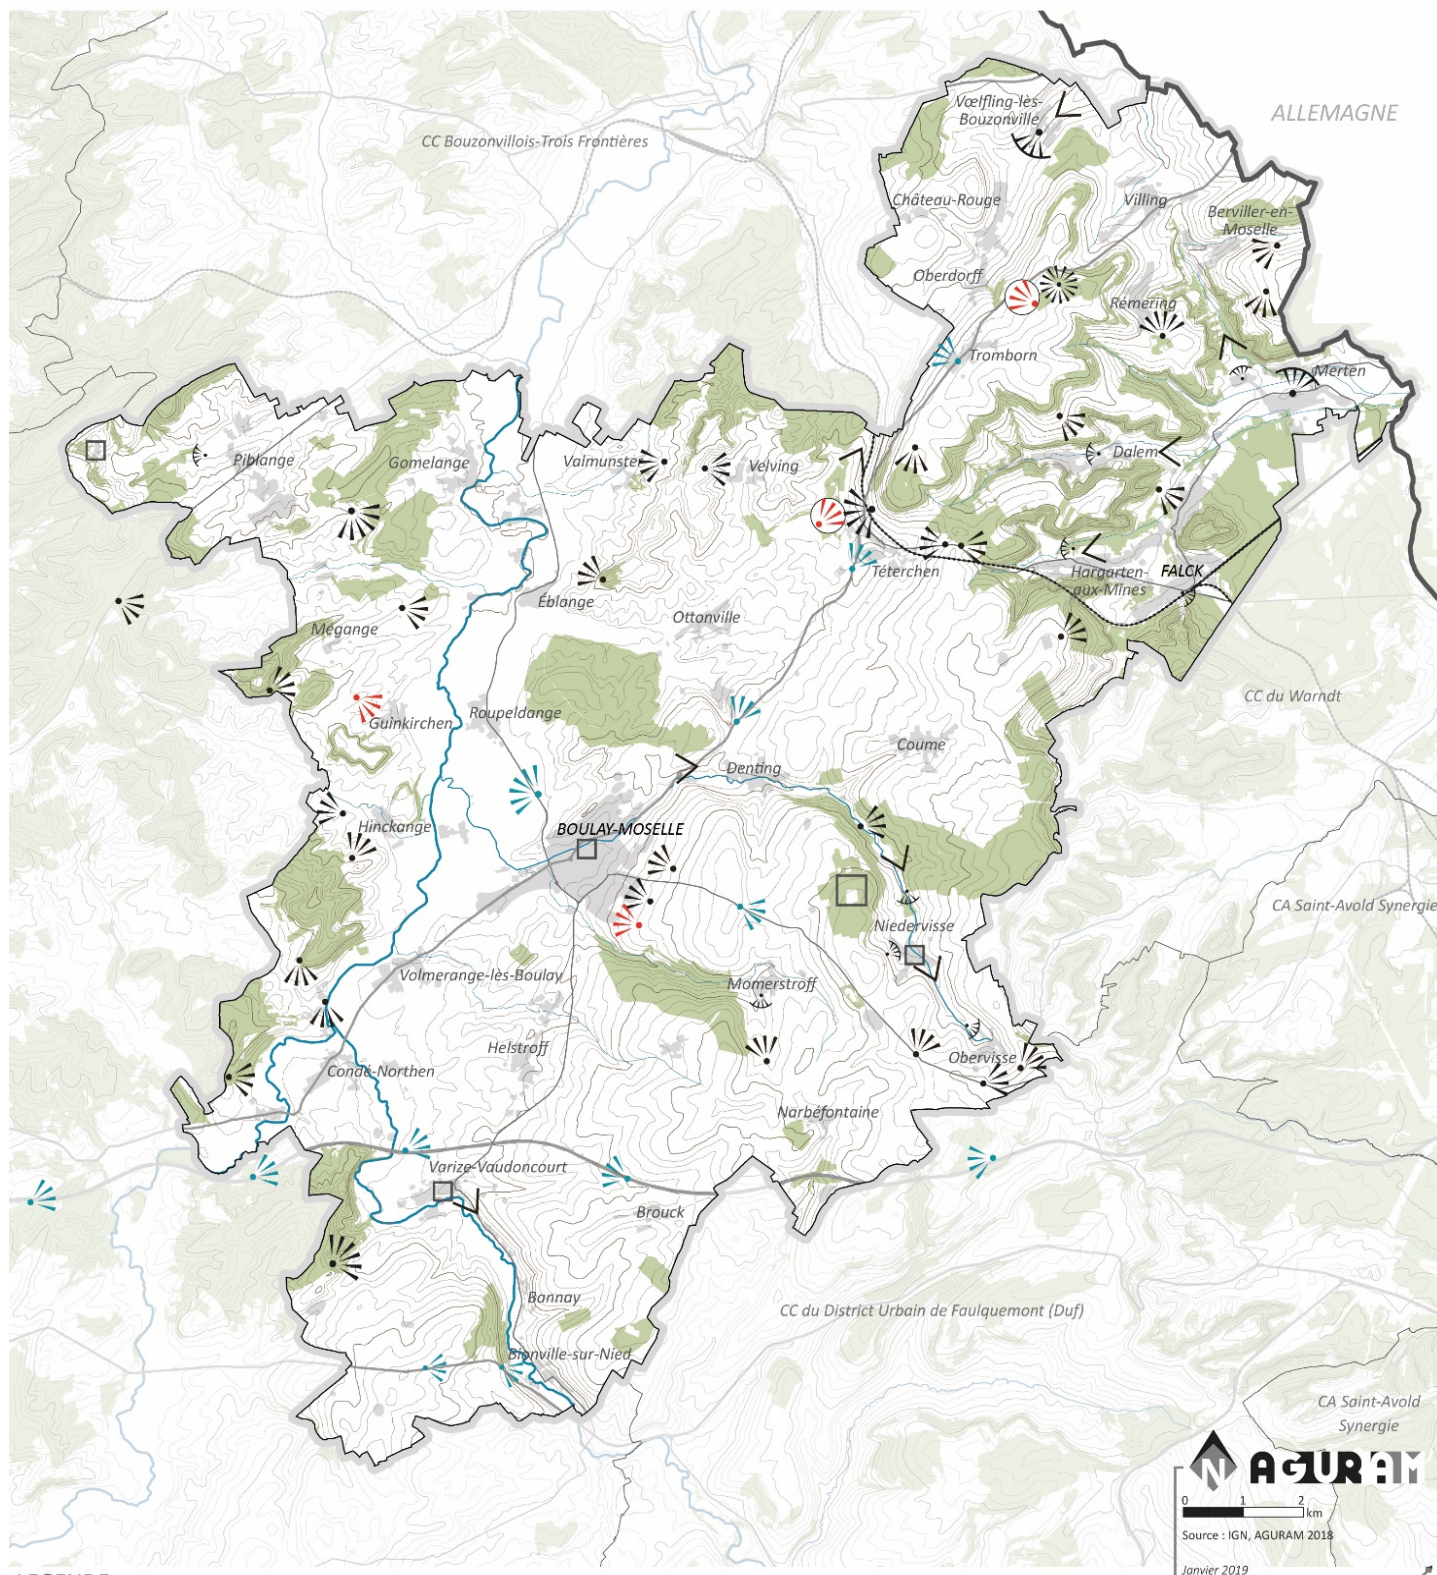 Vœlfling-lès-
Bouzonville
ALLEMAGNE
CC Bouzonvillois-Trois Frontières
Château-Rouge
Villing
Berviller-en-
Moselle
Oberdorff
Rémering
Tromborn
Merten
Piblange
Gomelange
Valmunster
Velving
Dalem
Téterchen
Hargarten-
aux-Mines
FALCK
Éblange
Ottonville
Mégange
CC du Warndt
Guinkirchen
Roupeldange
Coume
Denting
Hinckange
BOULAY-MOSELLE
CA Saint-Avold Synergie
Niedervisse
Volmerange-lès-Boulay
Momerstroff
Helstroff
Obervisse
Condé-Northen
Narbéfontaine
Varize-Vaudoncourt
Brouck
Bannay
CC du District Urbain de Faulquemont (Duf)
Bionville-sur-Nied
CA Saint-Avold
Synergie
N AGURAM
0 1 2
km
Source : IGN, AGURAM 2018
Janvier 2019